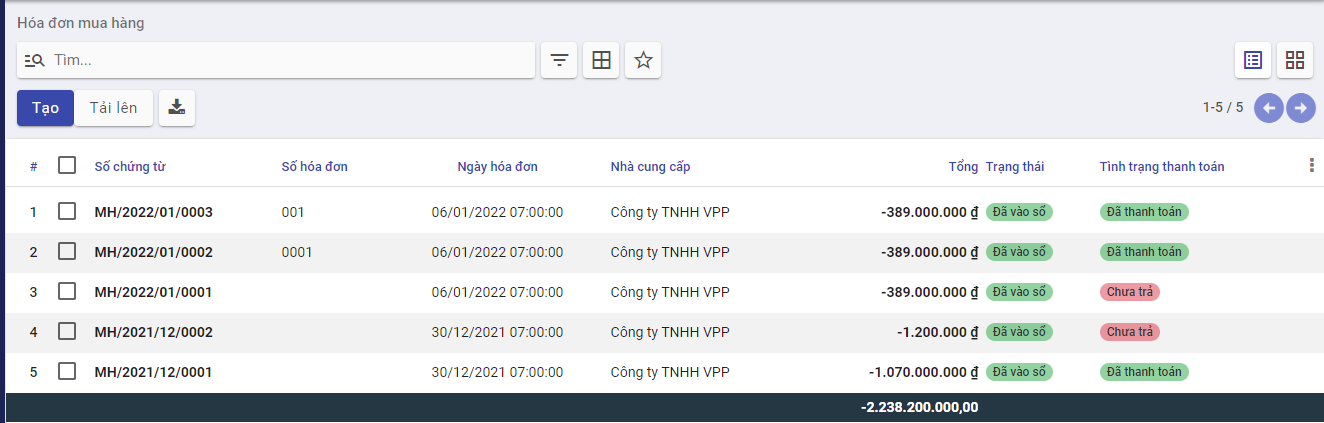 Hóa đơn mua hàng
Tìm...
Tạo Tải lên 1-5 / 5
# Số chứng từ Số hóa đơn Ngày hóa đơn Nhà cung cấp Tổng Trạng thái Tình trạng thanh toán
1 MH/2022/01/0003 001 06/01/2022 07:00:00 Công ty TNHH VPP -389.000.000 ₫ Đã vào sổ Đã thanh toán
2 MH/2022/01/0002 0001 06/01/2022 07:00:00 Công ty TNHH VPP -389.000.000 ₫ Đã vào sổ Đã thanh toán
3 MH/2022/01/0001 06/01/2022 07:00:00 Công ty TNHH VPP -389.000.000 ₫ Đã vào sổ Chưa trả
4 MH/2021/12/0002 30/12/2021 07:00:00 Công ty TNHH VPP -1.200.000 ₫ Đã vào sổ Chưa trả
5 MH/2021/12/0001 30/12/2021 07:00:00 Công ty TNHH VPP -1.070.000.000 ₫ Đã vào sổ Đã thanh toán
-2.238.200.000,00